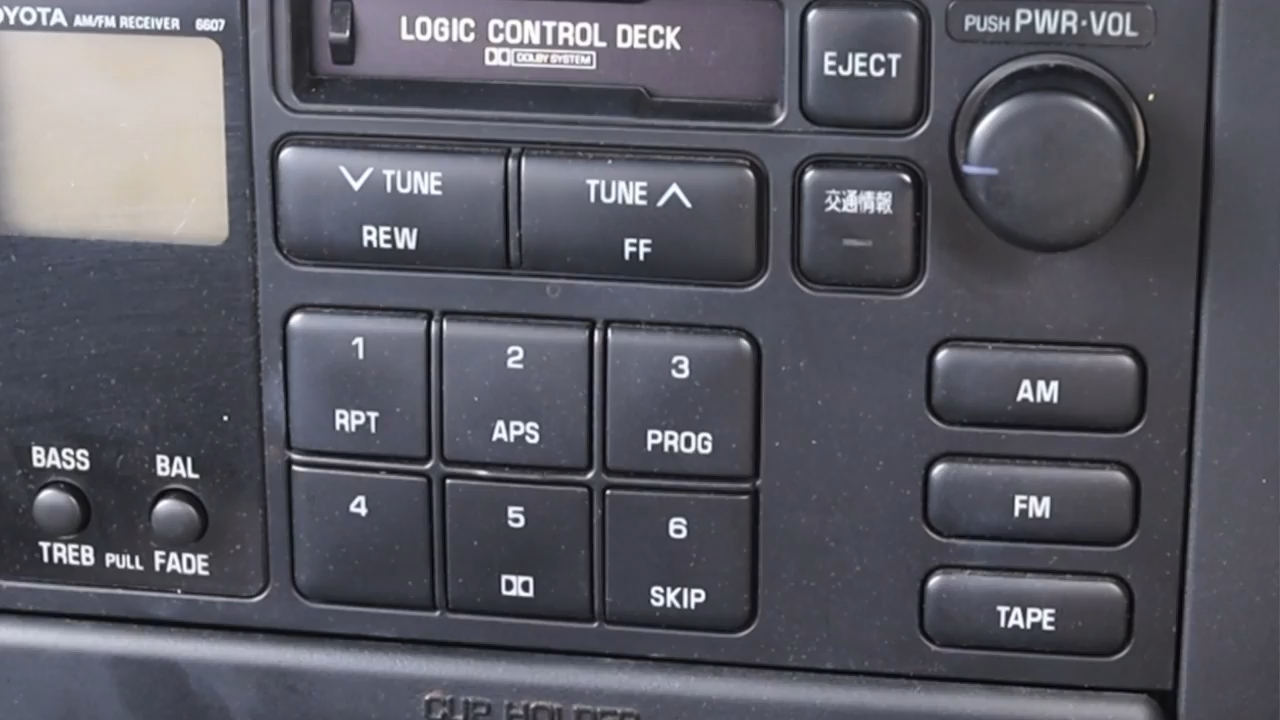 TOYOTA AM/FM RECEIVER 6607
LOGIC CONTROL DECK
DOLBY SYSTEM
EJECT
PUSH PWR·VOL
TUNE
REW
TUNE
FF
交通情報
1
RPT
2
APS
3
PROG
4
5
6
SKIP
AM
FM
TAPE
BASS
BAL
TREB PULL FADE
CUP HOLDER